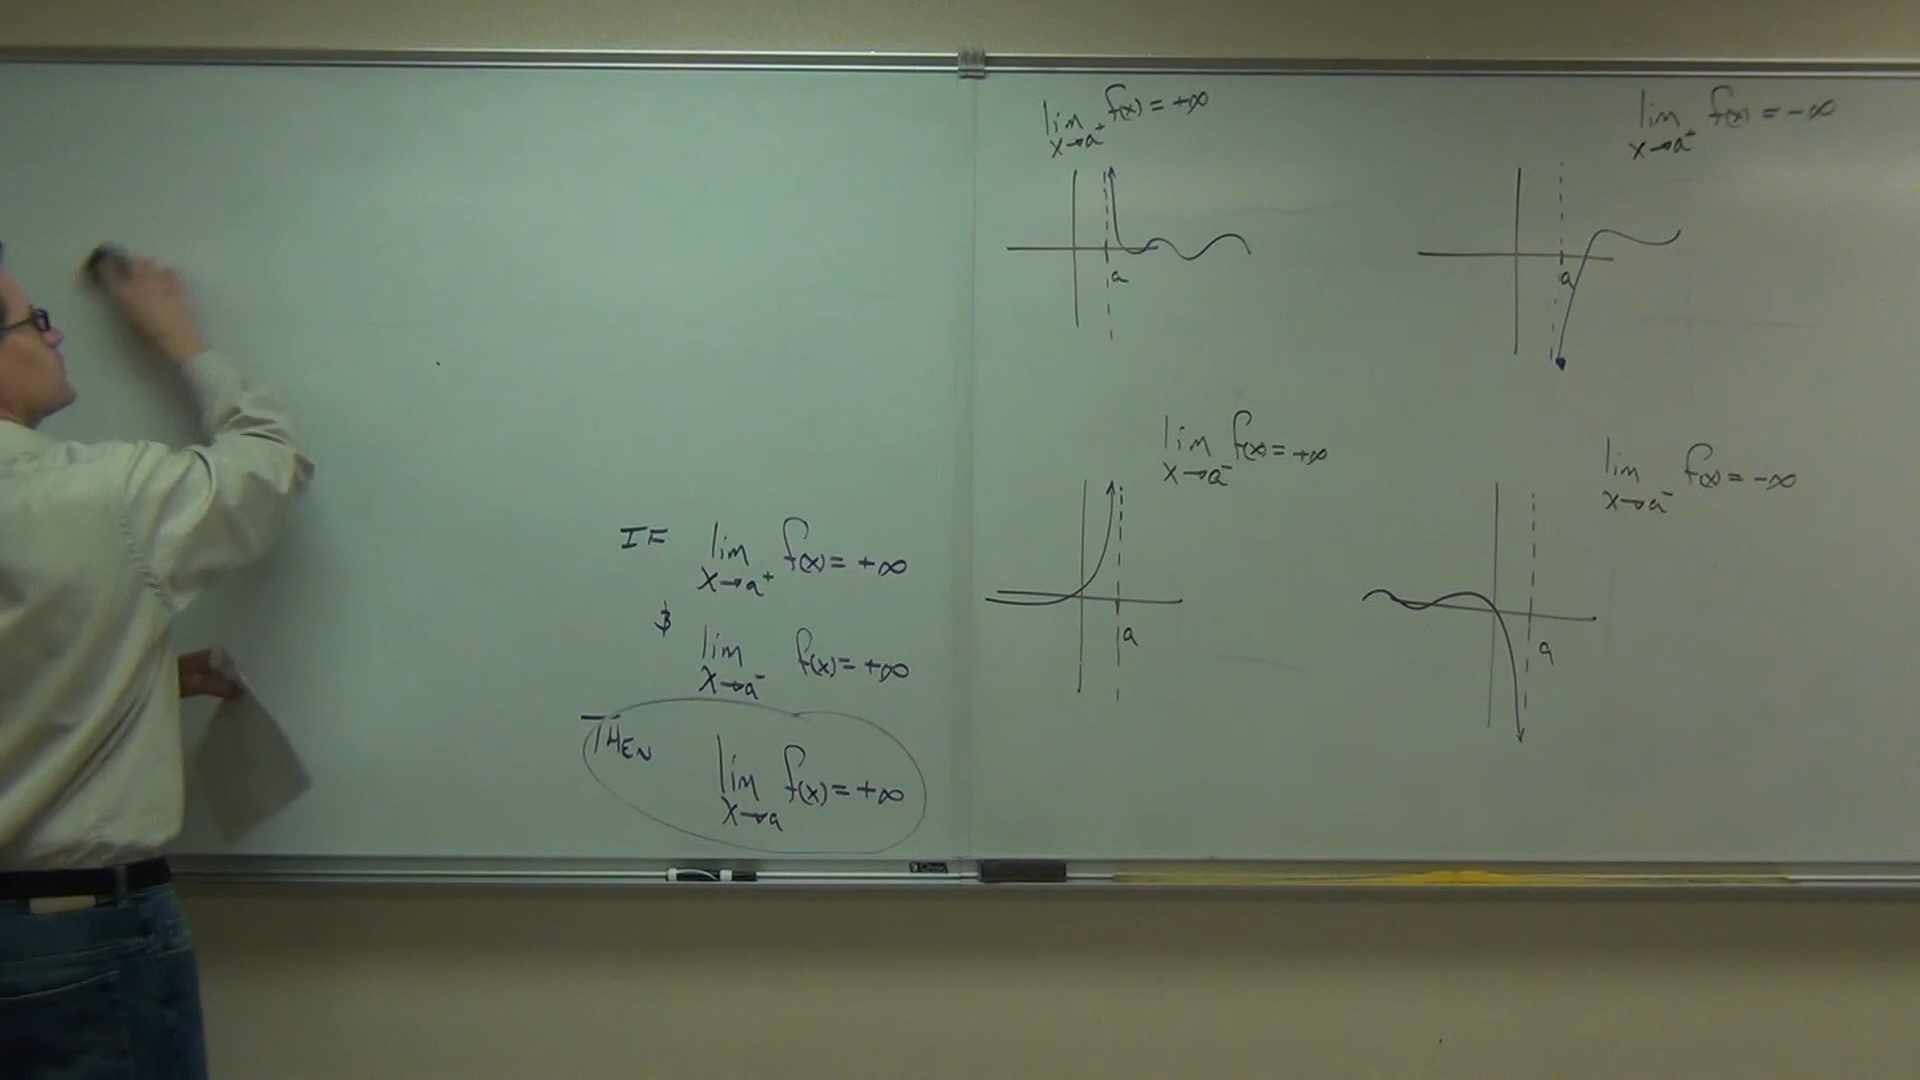 IF lim f(x) = +∞
x→a⁺
& lim f(x) = +∞
x→a⁻
THEN lim f(x) = +∞
x→a
lim f(x) = +∞
x→a⁺
a
lim f(x) = -∞
x→a⁺
a
lim f(x) = +∞
x→a⁻
a
lim f(x) = -∞
x→a⁻
a